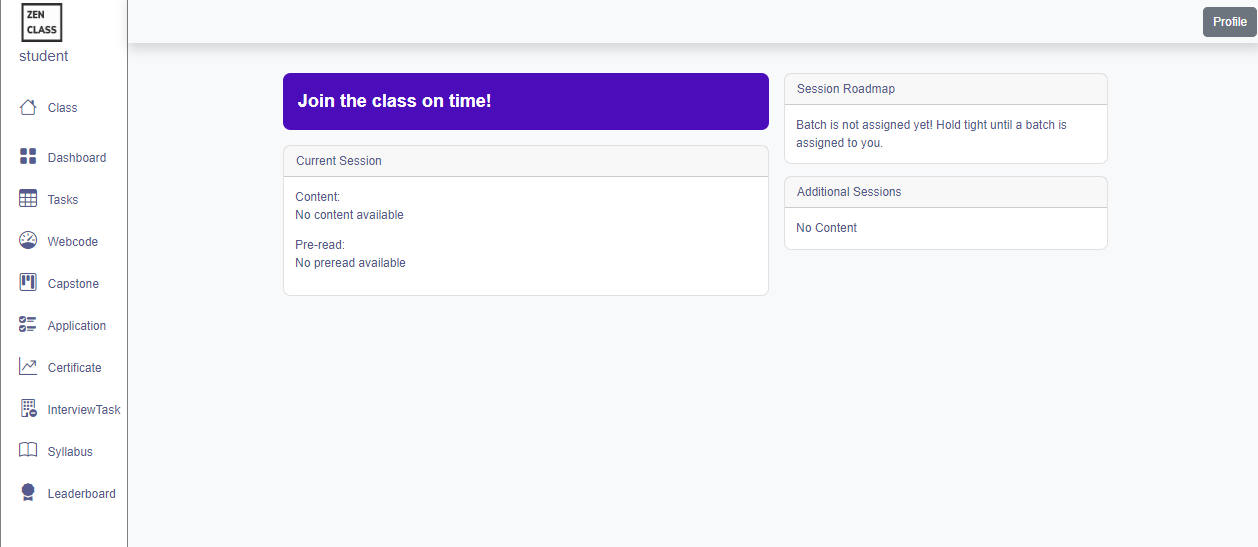 ZEN
CLASS
student
Class
Dashboard
Tasks
Webcode
Capstone
Application
Certificate
InterviewTask
Syllabus
Leaderboard
Profile
Join the class on time!
Current Session
Content:
No content available
Pre-read:
No preread available
Session Roadmap
Batch is not assigned yet! Hold tight until a batch is
assigned to you.
Additional Sessions
No Content